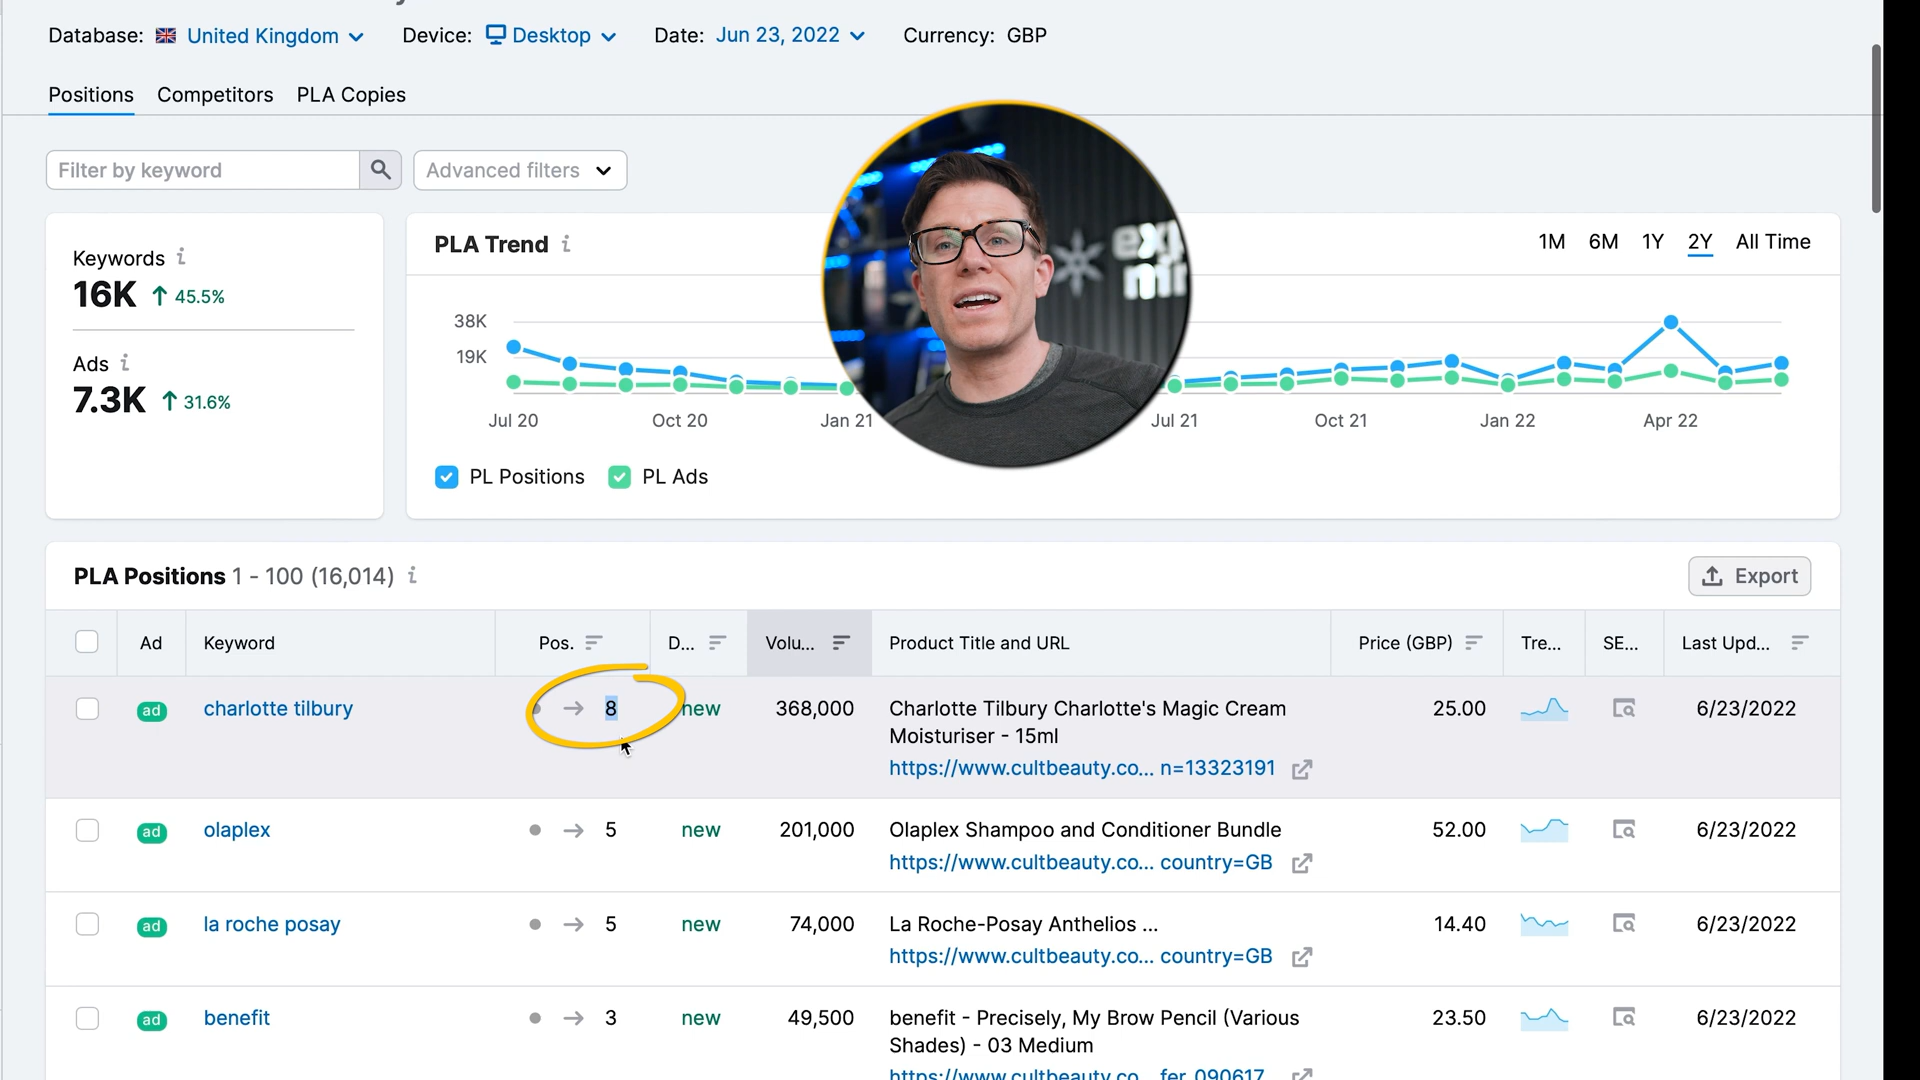 Database: United Kingdom Device: Desktop Date: Jun 23, 2022 Currency: GBP
Positions Competitors PLA Copies
Filter by keyword Advanced filters
Keywords i
16K ↑ 45.5%
Ads i
7.3K ↑ 31.6%
PLA Trend i 1M 6M 1Y 2Y All Time
38K
19K
Jul 20 Oct 20 Jan 21 Jul 21 Oct 21 Jan 22 Apr 22
PL Positions PL Ads
PLA Positions 1 - 100 (16,014) i Export
Ad Keyword Pos. D... Volu... Product Title and URL Price (GBP) Tre... SE... Last Upd...
ad charlotte tilbury → 8 new 368,000 Charlotte Tilbury Charlotte's Magic Cream 25.00 6/23/2022
Moisturiser - 15ml
https://www.cultbeauty.co... n=13323191
ad olaplex → 5 new 201,000 Olaplex Shampoo and Conditioner Bundle 52.00 6/23/2022
https://www.cultbeauty.co... country=GB
ad la roche posay → 5 new 74,000 La Roche-Posay Anthelios ... 14.40 6/23/2022
https://www.cultbeauty.co... country=GB
ad benefit → 3 new 49,500 benefit - Precisely, My Brow Pencil (Various 23.50 6/23/2022
Shades) - 03 Medium
https://www.cultbeauty.co... fer_090617